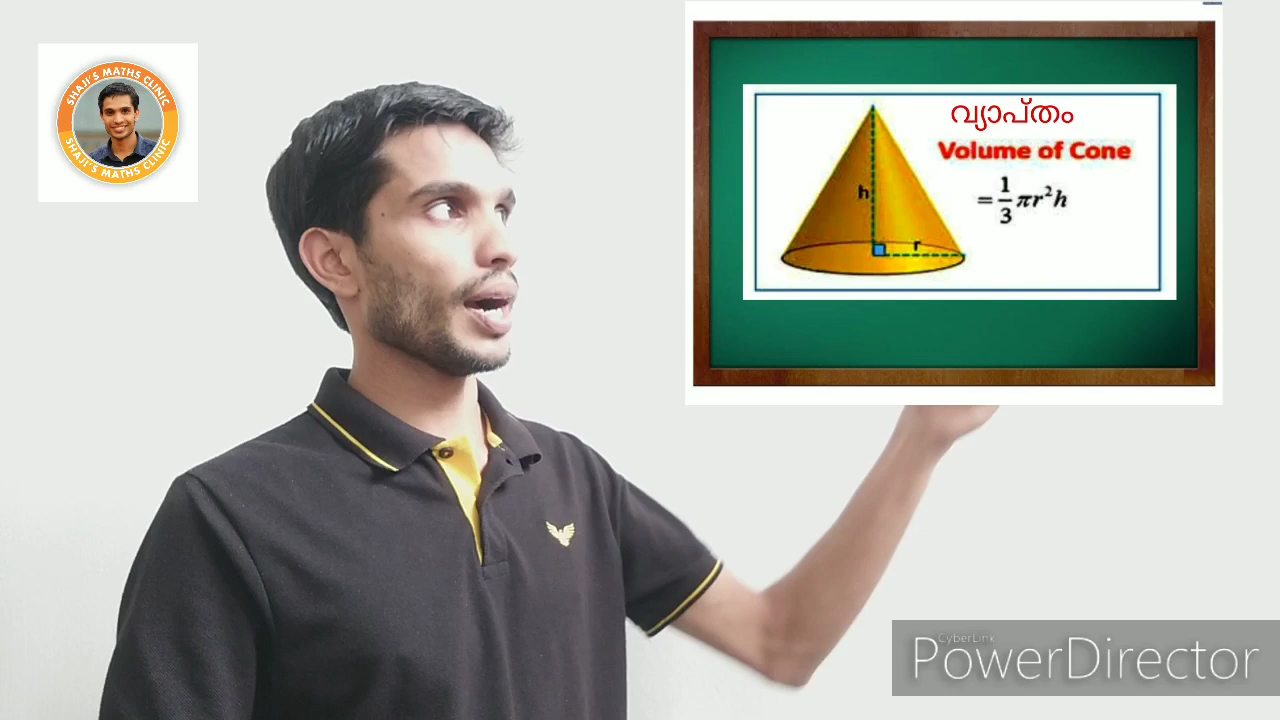 SHAJI'S MATHS CLINIC
SHAJI'S MATHS CLINIC
വ്യാപ്തം
Volume of Cone
= 1/3 πr²h
h
r
CyberLink
PowerDirector